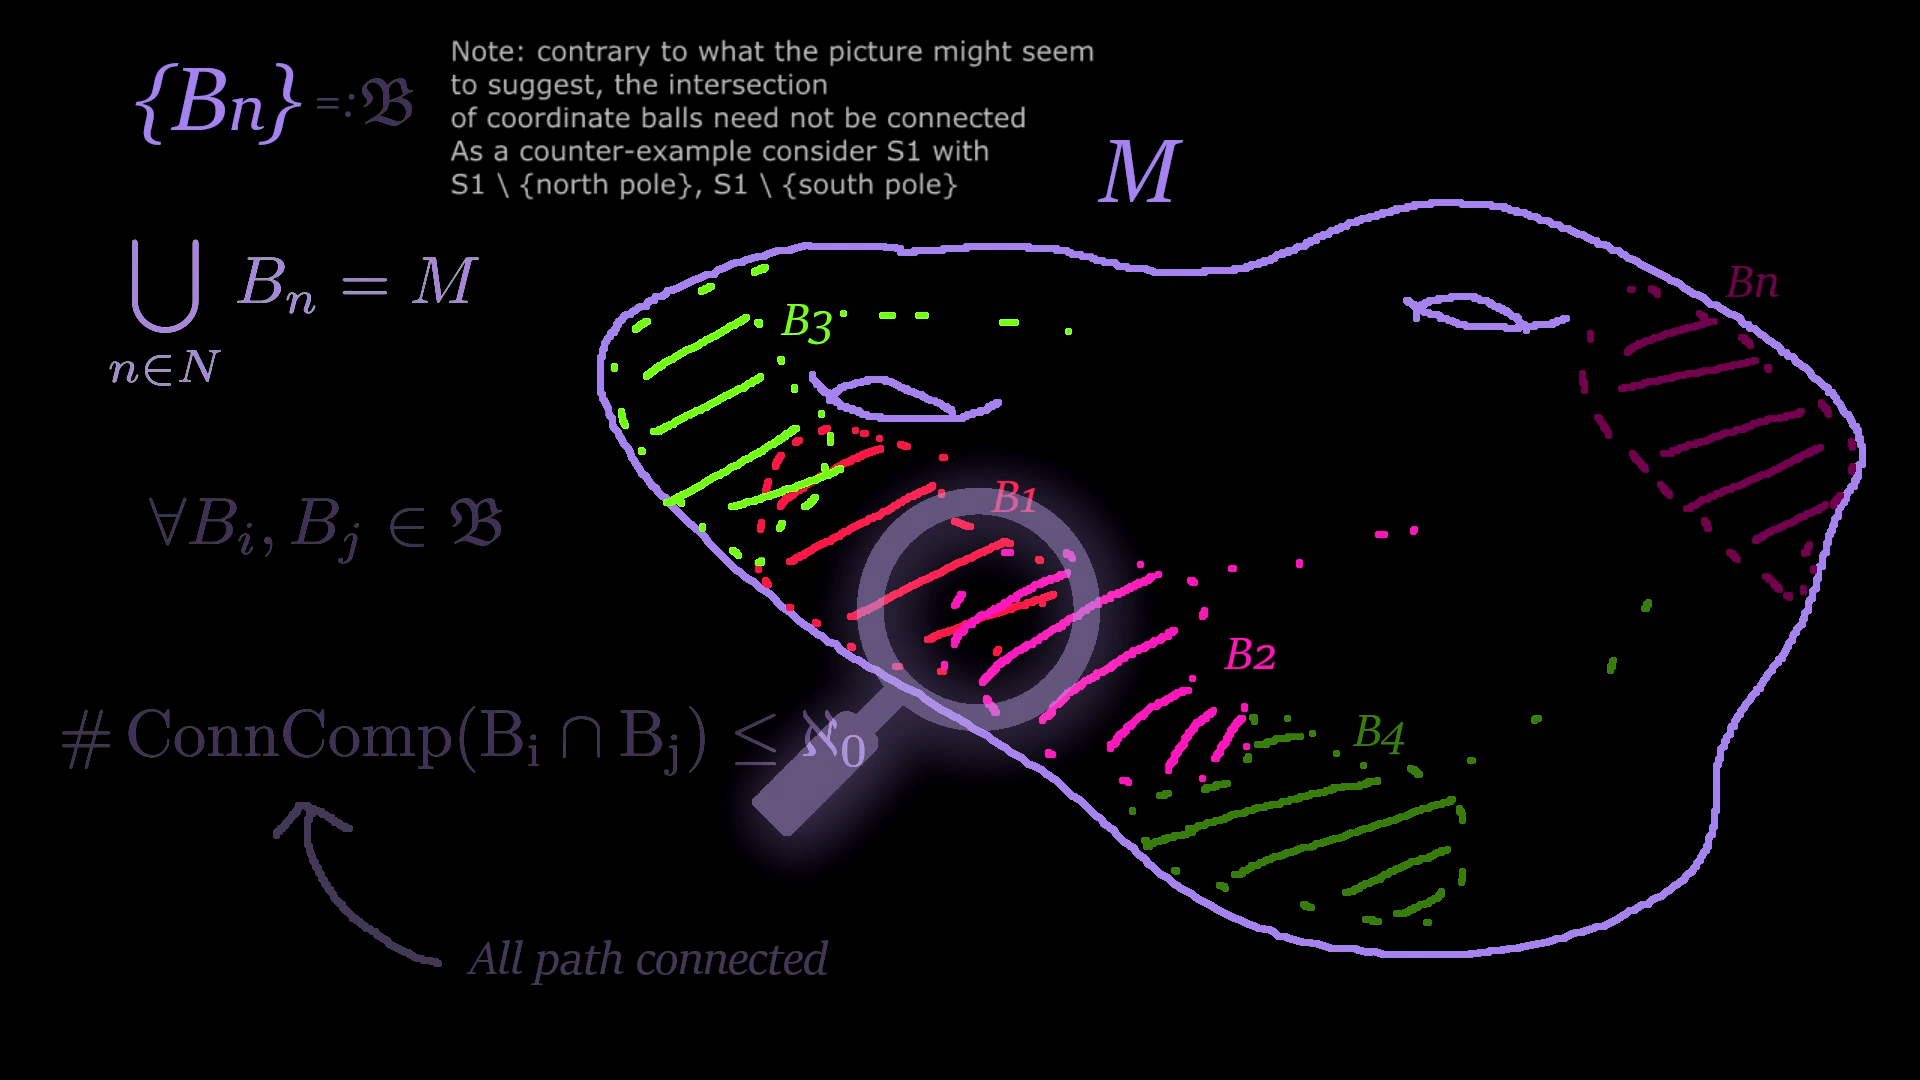 {Bn} =: 𝔅
Note: contrary to what the picture might seem
to suggest, the intersection
of coordinate balls need not be connected
As a counter-example consider S1 with
S1 \ {north pole}, S1 \ {south pole}
M
⋃ Bₙ = M
n∈N
Bn
B3
B1
∀Bᵢ, Bⱼ ∈ 𝔅
B2
# ConnComp(Bᵢ ∩ Bⱼ) ≤ ℵ₀
B4
All path connected